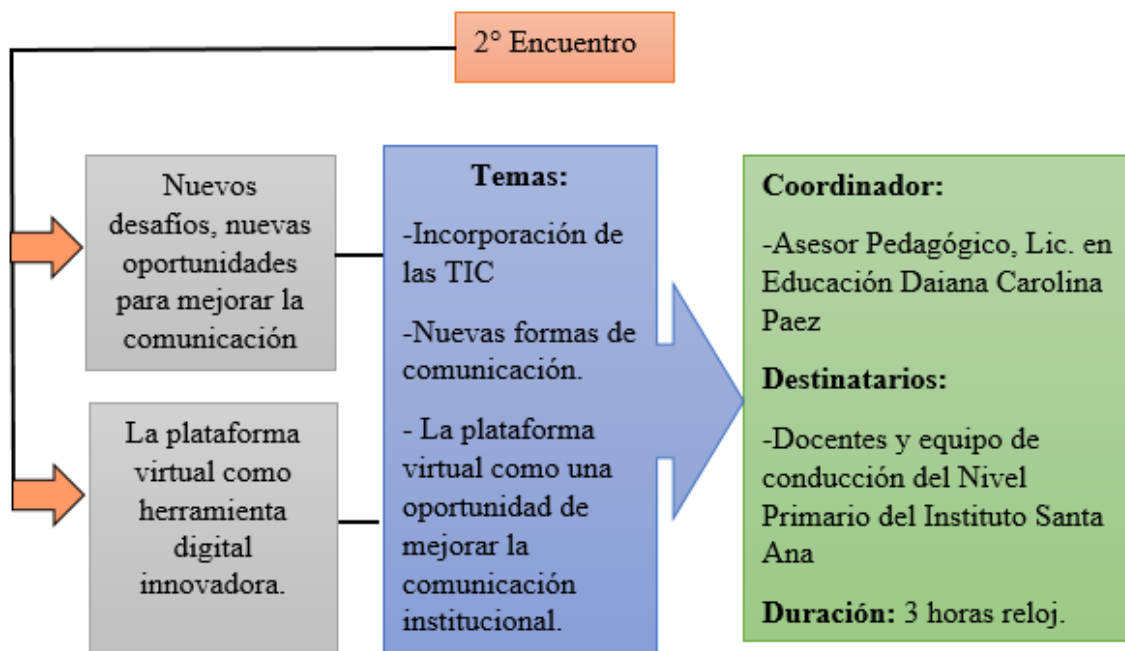 2° Encuentro
Nuevos
desafíos, nuevas
oportunidades
para mejorar la
comunicación
La plataforma
virtual como
herramienta
digital
innovadora.
Temas:
-Incorporación de
las TIC
-Nuevas formas de
comunicación.
- La plataforma
virtual como una
oportunidad de
mejorar la
comunicación
institucional.
Coordinador:
-Asesor Pedagógico, Lic. en
Educación Daiana Carolina
Paez
Destinatarios:
-Docentes y equipo de
conducción del Nivel
Primario del Instituto Santa
Ana
Duración: 3 horas reloj.